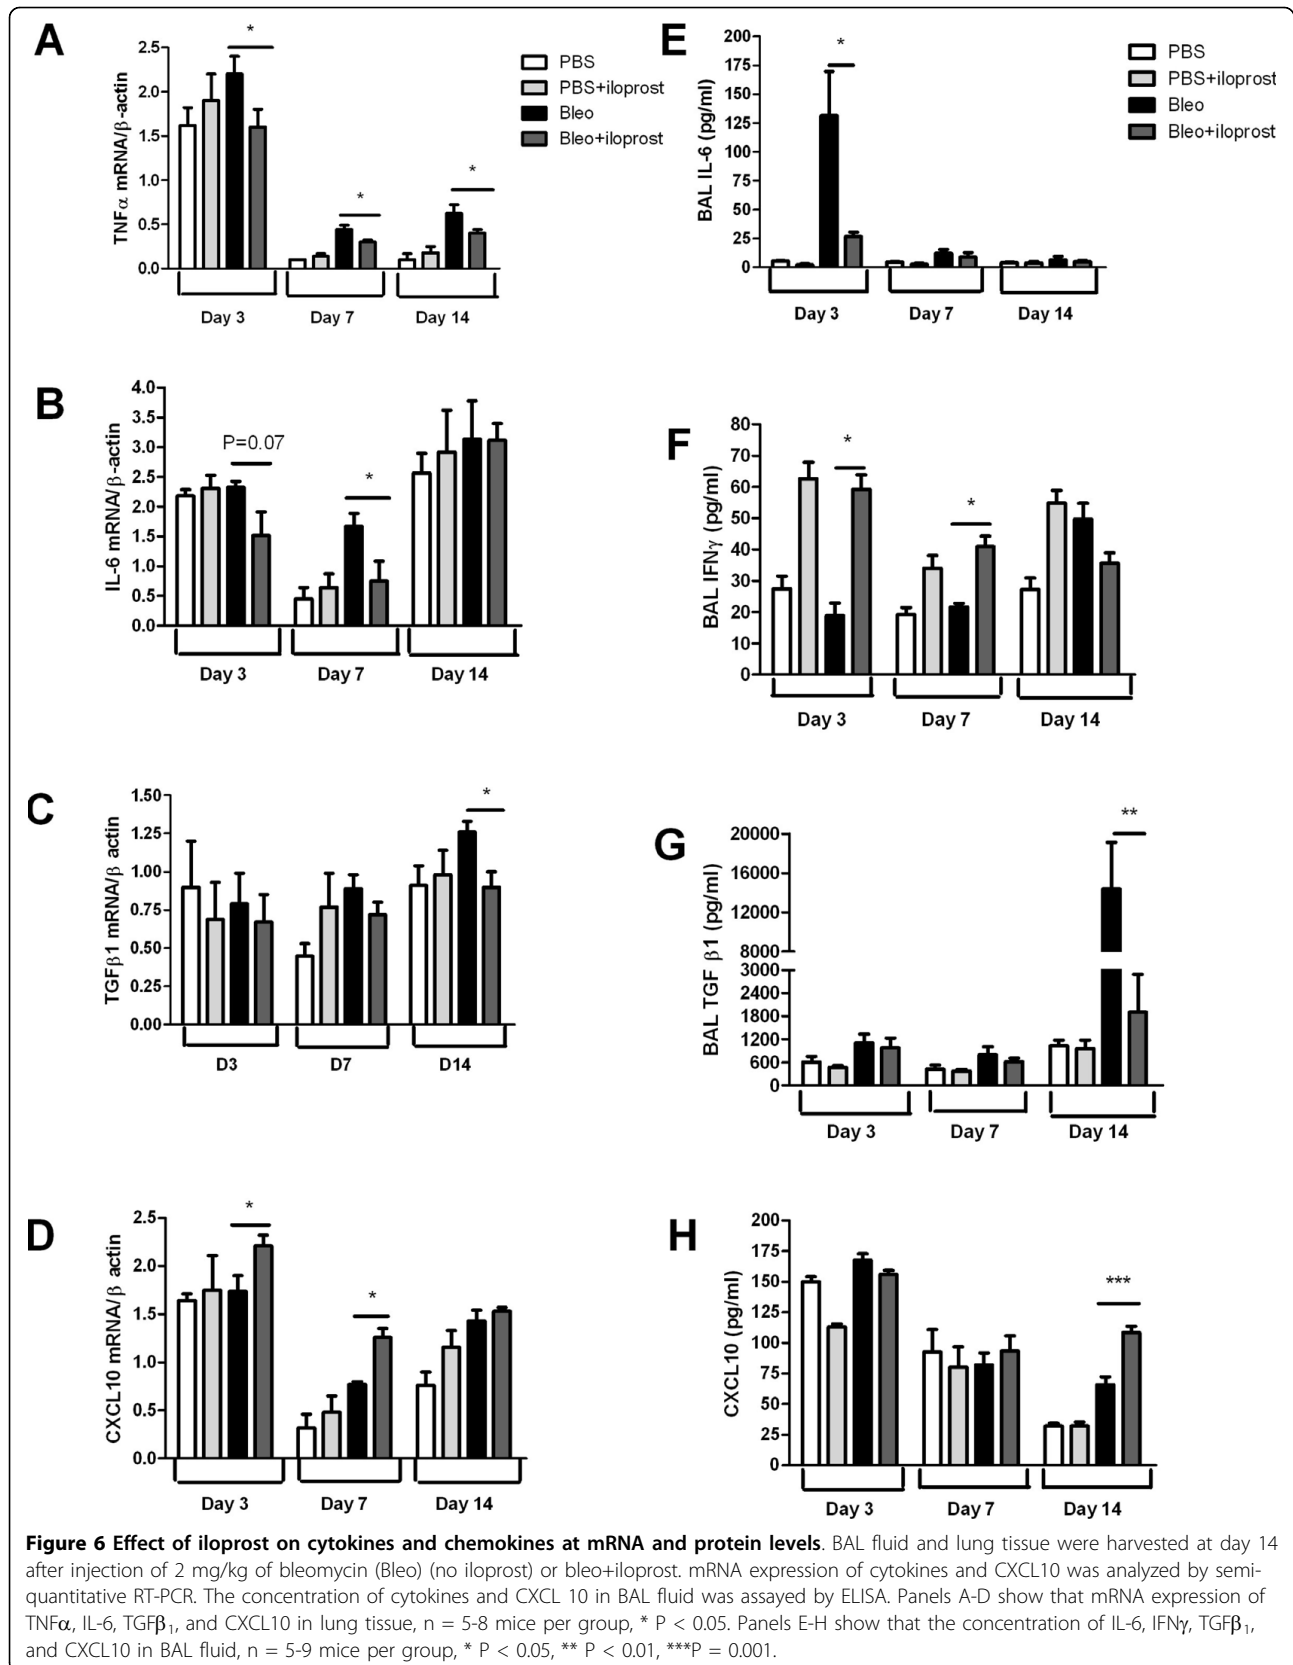 A
*
2.5
2.0
1.5
1.0
0.5
0.0
TNFα mRNA/β-actin
*
*
Day 3
Day 7
Day 14
PBS
PBS+iloprost
Bleo
Bleo+iloprost
E
*
200
175
150
125
100
75
50
25
0
BAL IL-6 (pg/ml)
Day 3
Day 7
Day 14
PBS
PBS+iloprost
Bleo
Bleo+iloprost
B
4.0
3.5
3.0
2.5
2.0
1.5
1.0
0.5
0.0
IL-6 mRNA/β-actin
P=0.07
*
Day 3
Day 7
Day 14
F
80
70
60
50
40
30
20
10
0
BAL IFNγ (pg/ml)
*
*
Day 3
Day 7
Day 14
C
1.50
1.25
1.00
0.75
0.50
0.25
0.00
TGFβ1 mRNA/β actin
*
D3
D7
D14
G
20000
16000
12000
8000
3000
2400
1800
1200
600
0
BAL TGF β1 (pg/ml)
**
Day 3
Day 7
Day 14
D
2.5
2.0
1.5
1.0
0.5
0.0
CXCL10 mRNA/β actin
*
*
Day 3
Day 7
Day 14
H
200
175
150
125
100
75
50
25
0
CXCL10 (pg/ml)
***
Day 3
Day 7
Day 14
Figure 6 Effect of iloprost on cytokines and chemokines at mRNA and protein levels. BAL fluid and lung tissue were harvested at day 14
after injection of 2 mg/kg of bleomycin (Bleo) (no iloprost) or bleo+iloprost. mRNA expression of cytokines and CXCL10 was analyzed by semi-
quantitative RT-PCR. The concentration of cytokines and CXCL 10 in BAL fluid was assayed by ELISA. Panels A-D show that mRNA expression of
TNFα, IL-6, TGFβ₁, and CXCL10 in lung tissue, n = 5-8 mice per group, * P < 0.05. Panels E-H show that the concentration of IL-6, IFNγ, TGFβ₁,
and CXCL10 in BAL fluid, n = 5-9 mice per group, * P < 0.05, ** P < 0.01, ***P = 0.001.